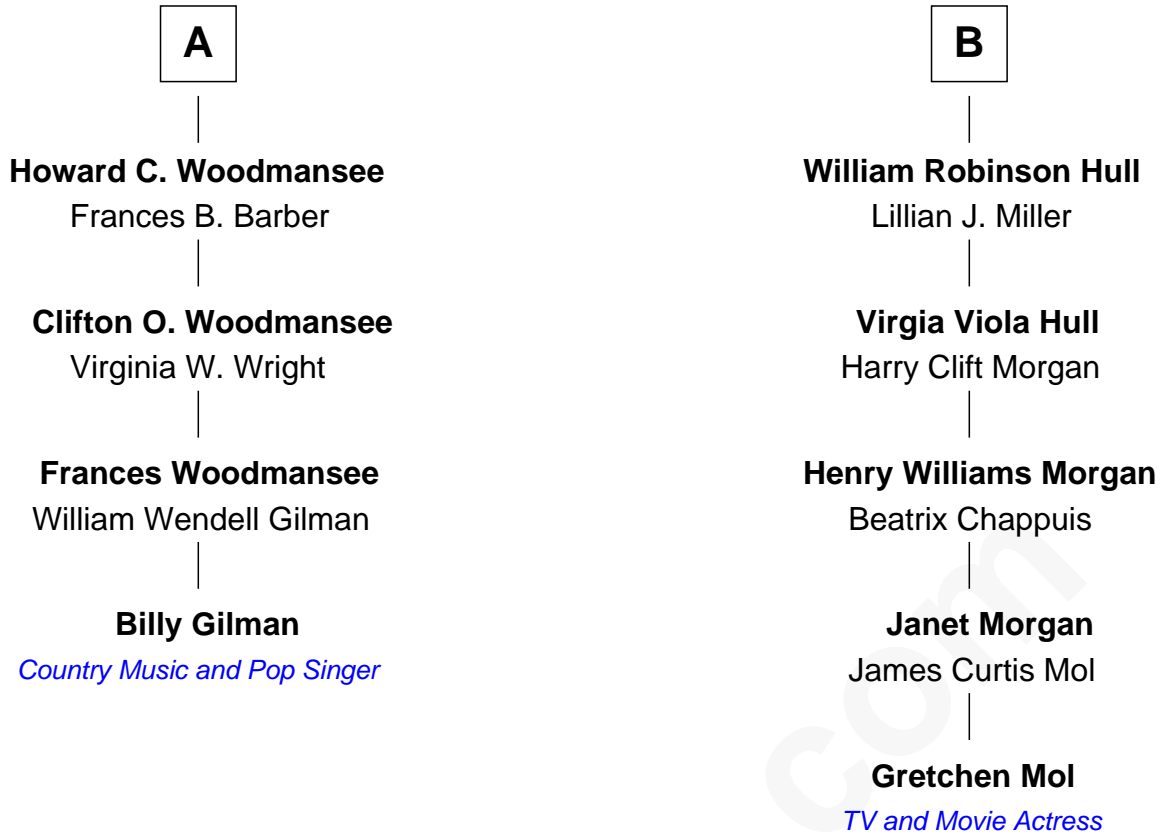 A
Howard C. Woodmansee
Frances B. Barber
Clifton O. Woodmansee
Virginia W. Wright
Frances Woodmansee
William Wendell Gilman
Billy Gilman
Country Music and Pop Singer
B
William Robinson Hull
Lillian J. Miller
Virgia Viola Hull
Harry Clift Morgan
Henry Williams Morgan
Beatrix Chappuis
Janet Morgan
James Curtis Mol
Gretchen Mol
TV and Movie Actress
com